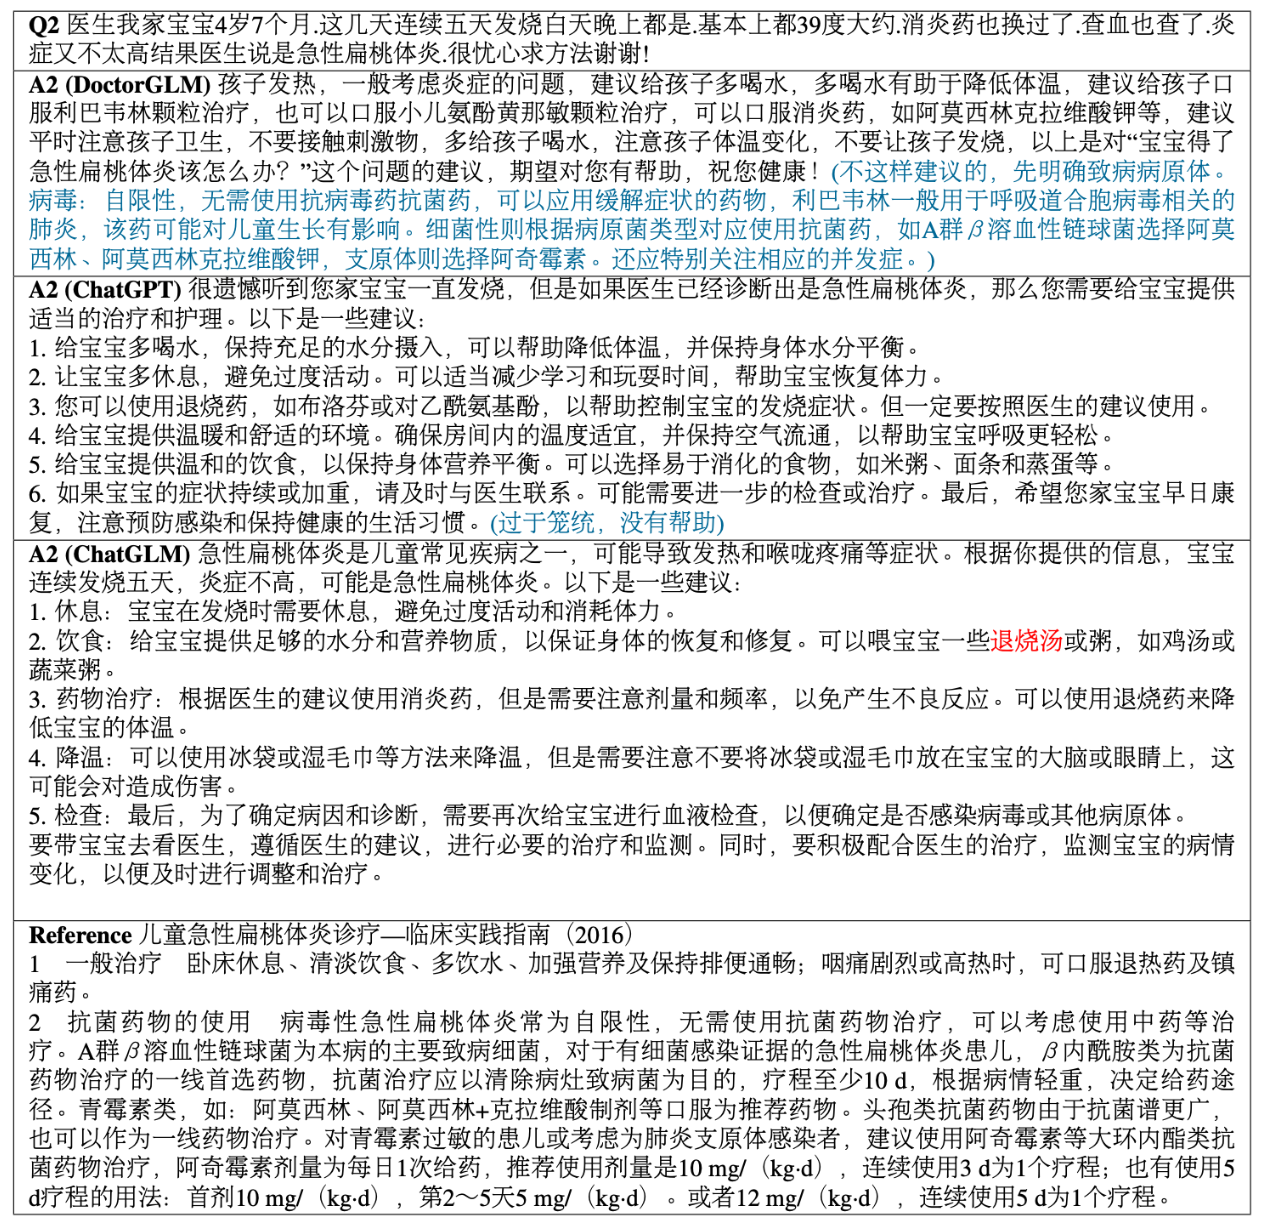 Q2 医生我家宝宝4岁7个月.这几天连续五天发烧白天晚上都是.基本上都39度大约.消炎药也换过了.查血也查了.炎
症又不太高结果医生说是急性扁桃体炎.很忧心求方法谢谢!
A2 (DoctorGLM) 孩子发热，一般考虑炎症的问题，建议给孩子多喝水，多喝水有助于降低体温，建议给孩子口
服利巴韦林颗粒治疗，也可以口服小儿氨酚黄那敏颗粒治疗，可以口服消炎药，如阿莫西林克拉维酸钾等，建议
平时注意孩子卫生，不要接触刺激物，多给孩子喝水，注意孩子体温变化，不要让孩子发烧，以上是对“宝宝得了
急性扁桃体炎该怎么办？”这个问题的建议，期望对您有帮助，祝您健康！(不这样建议的，先明确致病病原体。
病毒：自限性，无需使用抗病毒药抗菌药，可以应用缓解症状的药物，利巴韦林一般用于呼吸道合胞病毒相关的
肺炎，该药可能对儿童生长有影响。细菌性则根据病原菌类型对应使用抗菌药，如A群β溶血性链球菌选择阿莫
西林、阿莫西林克拉维酸钾，支原体则选择阿奇霉素。还应特别关注相应的并发症。)
A2 (ChatGPT) 很遗憾听到您家宝宝一直发烧，但是如果医生已经诊断出是急性扁桃体炎，那么您需要给宝宝提供
适当的治疗和护理。以下是一些建议：
1. 给宝宝多喝水，保持充足的水分摄入，可以帮助降低体温，并保持身体水分平衡。
2. 让宝宝多休息，避免过度活动。可以适当减少学习和玩耍时间，帮助宝宝恢复体力。
3. 您可以使用退烧药，如布洛芬或对乙酰氨基酚，以帮助控制宝宝的发烧症状。但一定要按照医生的建议使用。
4. 给宝宝提供温暖和舒适的环境。确保房间内的温度适宜，并保持空气流通，以帮助宝宝呼吸更轻松。
5. 给宝宝提供温和的饮食，以保持身体营养平衡。可以选择易于消化的食物，如米粥、面条和蒸蛋等。
6. 如果宝宝的症状持续或加重，请及时与医生联系。可能需要进一步的检查或治疗。最后，希望您家宝宝早日康
复，注意预防感染和保持健康的生活习惯。(过于笼统，没有帮助)
A2 (ChatGLM) 急性扁桃体炎是儿童常见疾病之一，可能导致发热和喉咙疼痛等症状。根据你提供的信息，宝宝
连续发烧五天，炎症不高，可能是急性扁桃体炎。以下是一些建议：
1. 休息：宝宝在发烧时需要休息，避免过度活动和消耗体力。
2. 饮食：给宝宝提供足够的水分和营养物质，以保证身体的恢复和修复。可以喂宝宝一些退烧汤或粥，如鸡汤或
蔬菜粥。
3. 药物治疗：根据医生的建议使用消炎药，但是需要注意剂量和频率，以免产生不良反应。可以使用退烧药来降
低宝宝的体温。
4. 降温：可以使用冰袋或湿毛巾等方法来降温，但是需要注意不要将冰袋或湿毛巾放在宝宝的大脑或眼睛上，这
可能会对造成伤害。
5. 检查：最后，为了确定病因和诊断，需要再次给宝宝进行血液检查，以便确定是否感染病毒或其他病原体。
要带宝宝去看医生，遵循医生的建议，进行必要的治疗和监测。同时，要积极配合医生的治疗，监测宝宝的病情
变化，以便及时进行调整和治疗。
Reference 儿童急性扁桃体炎诊疗—临床实践指南（2016）
1 一般治疗 卧床休息、清淡饮食、多饮水、加强营养及保持排便通畅；咽痛剧烈或高热时，可口服退热药及镇
痛药。
2 抗菌药物的使用 病毒性急性扁桃体炎常为自限性，无需使用抗菌药物治疗，可以考虑使用中药等治
疗。A群β溶血性链球菌为本病的主要致病细菌，对于有细菌感染证据的急性扁桃体炎患儿，β内酰胺类为抗菌
药物治疗的一线首选药物，抗菌治疗应以清除病灶致病菌为目的，疗程至少10 d，根据病情轻重，决定给药途
径。青霉素类，如：阿莫西林、阿莫西林+克拉维酸制剂等口服为推荐药物。头孢类抗菌药物由于抗菌谱更广，
也可以作为一线药物治疗。对青霉素过敏的患儿或考虑为肺炎支原体感染者，建议使用阿奇霉素等大环内酯类抗
菌药物治疗，阿奇霉素剂量为每日1次给药，推荐使用剂量是10 mg/（kg·d），连续使用3 d为1个疗程；也有使用5
d疗程的用法：首剂10 mg/（kg·d），第2～5天5 mg/（kg·d）。或者12 mg/（kg·d），连续使用5 d为1个疗程。